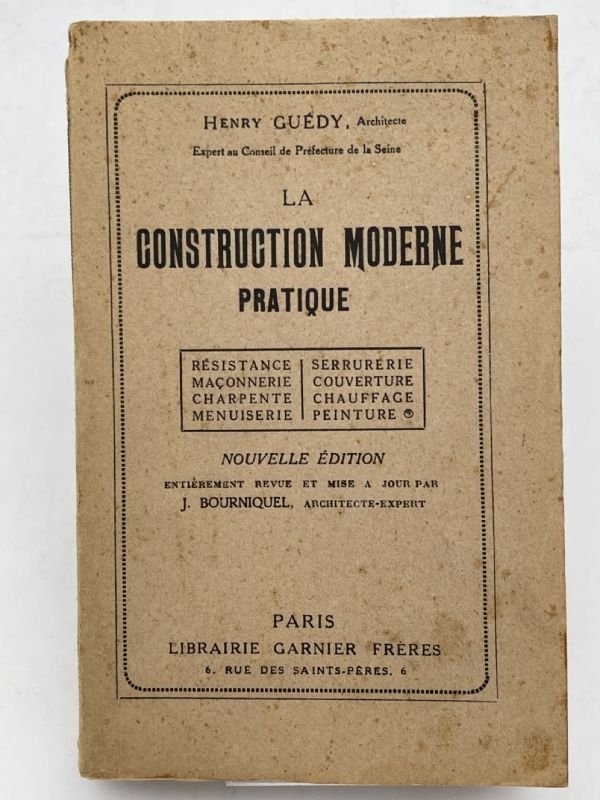 HENRY GUÉDY, Architecte
Expert au Conseil de Préfecture de la Seine
LA
CONSTRUCTION MODERNE
PRATIQUE
RÉSISTANCE SERRURERIE
MAÇONNERIE COUVERTURE
CHARPENTE CHAUFFAGE
MENUISERIE PEINTURE
NOUVELLE ÉDITION
ENTIÈREMENT REVUE ET MISE A JOUR PAR
J. BOURNIQUEL, ARCHITECTE-EXPERT
PARIS
LIBRAIRIE GARNIER FRÈRES
6, RUE DES SAINTS-PÈRES, 6